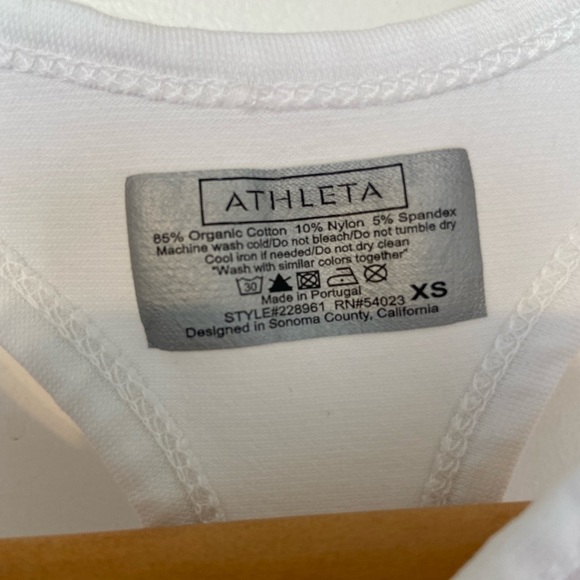 ATHLETA
85% Organic Cotton 10% Nylon 5% Spandex
Machine wash cold/Do not bleach/Do not tumble dry
Cool iron if needed/Do not dry clean
"Wash with similar colors together"
30
Made in Portugal
STYLE#228961 RN#54023 XS
Designed in Sonoma County, California